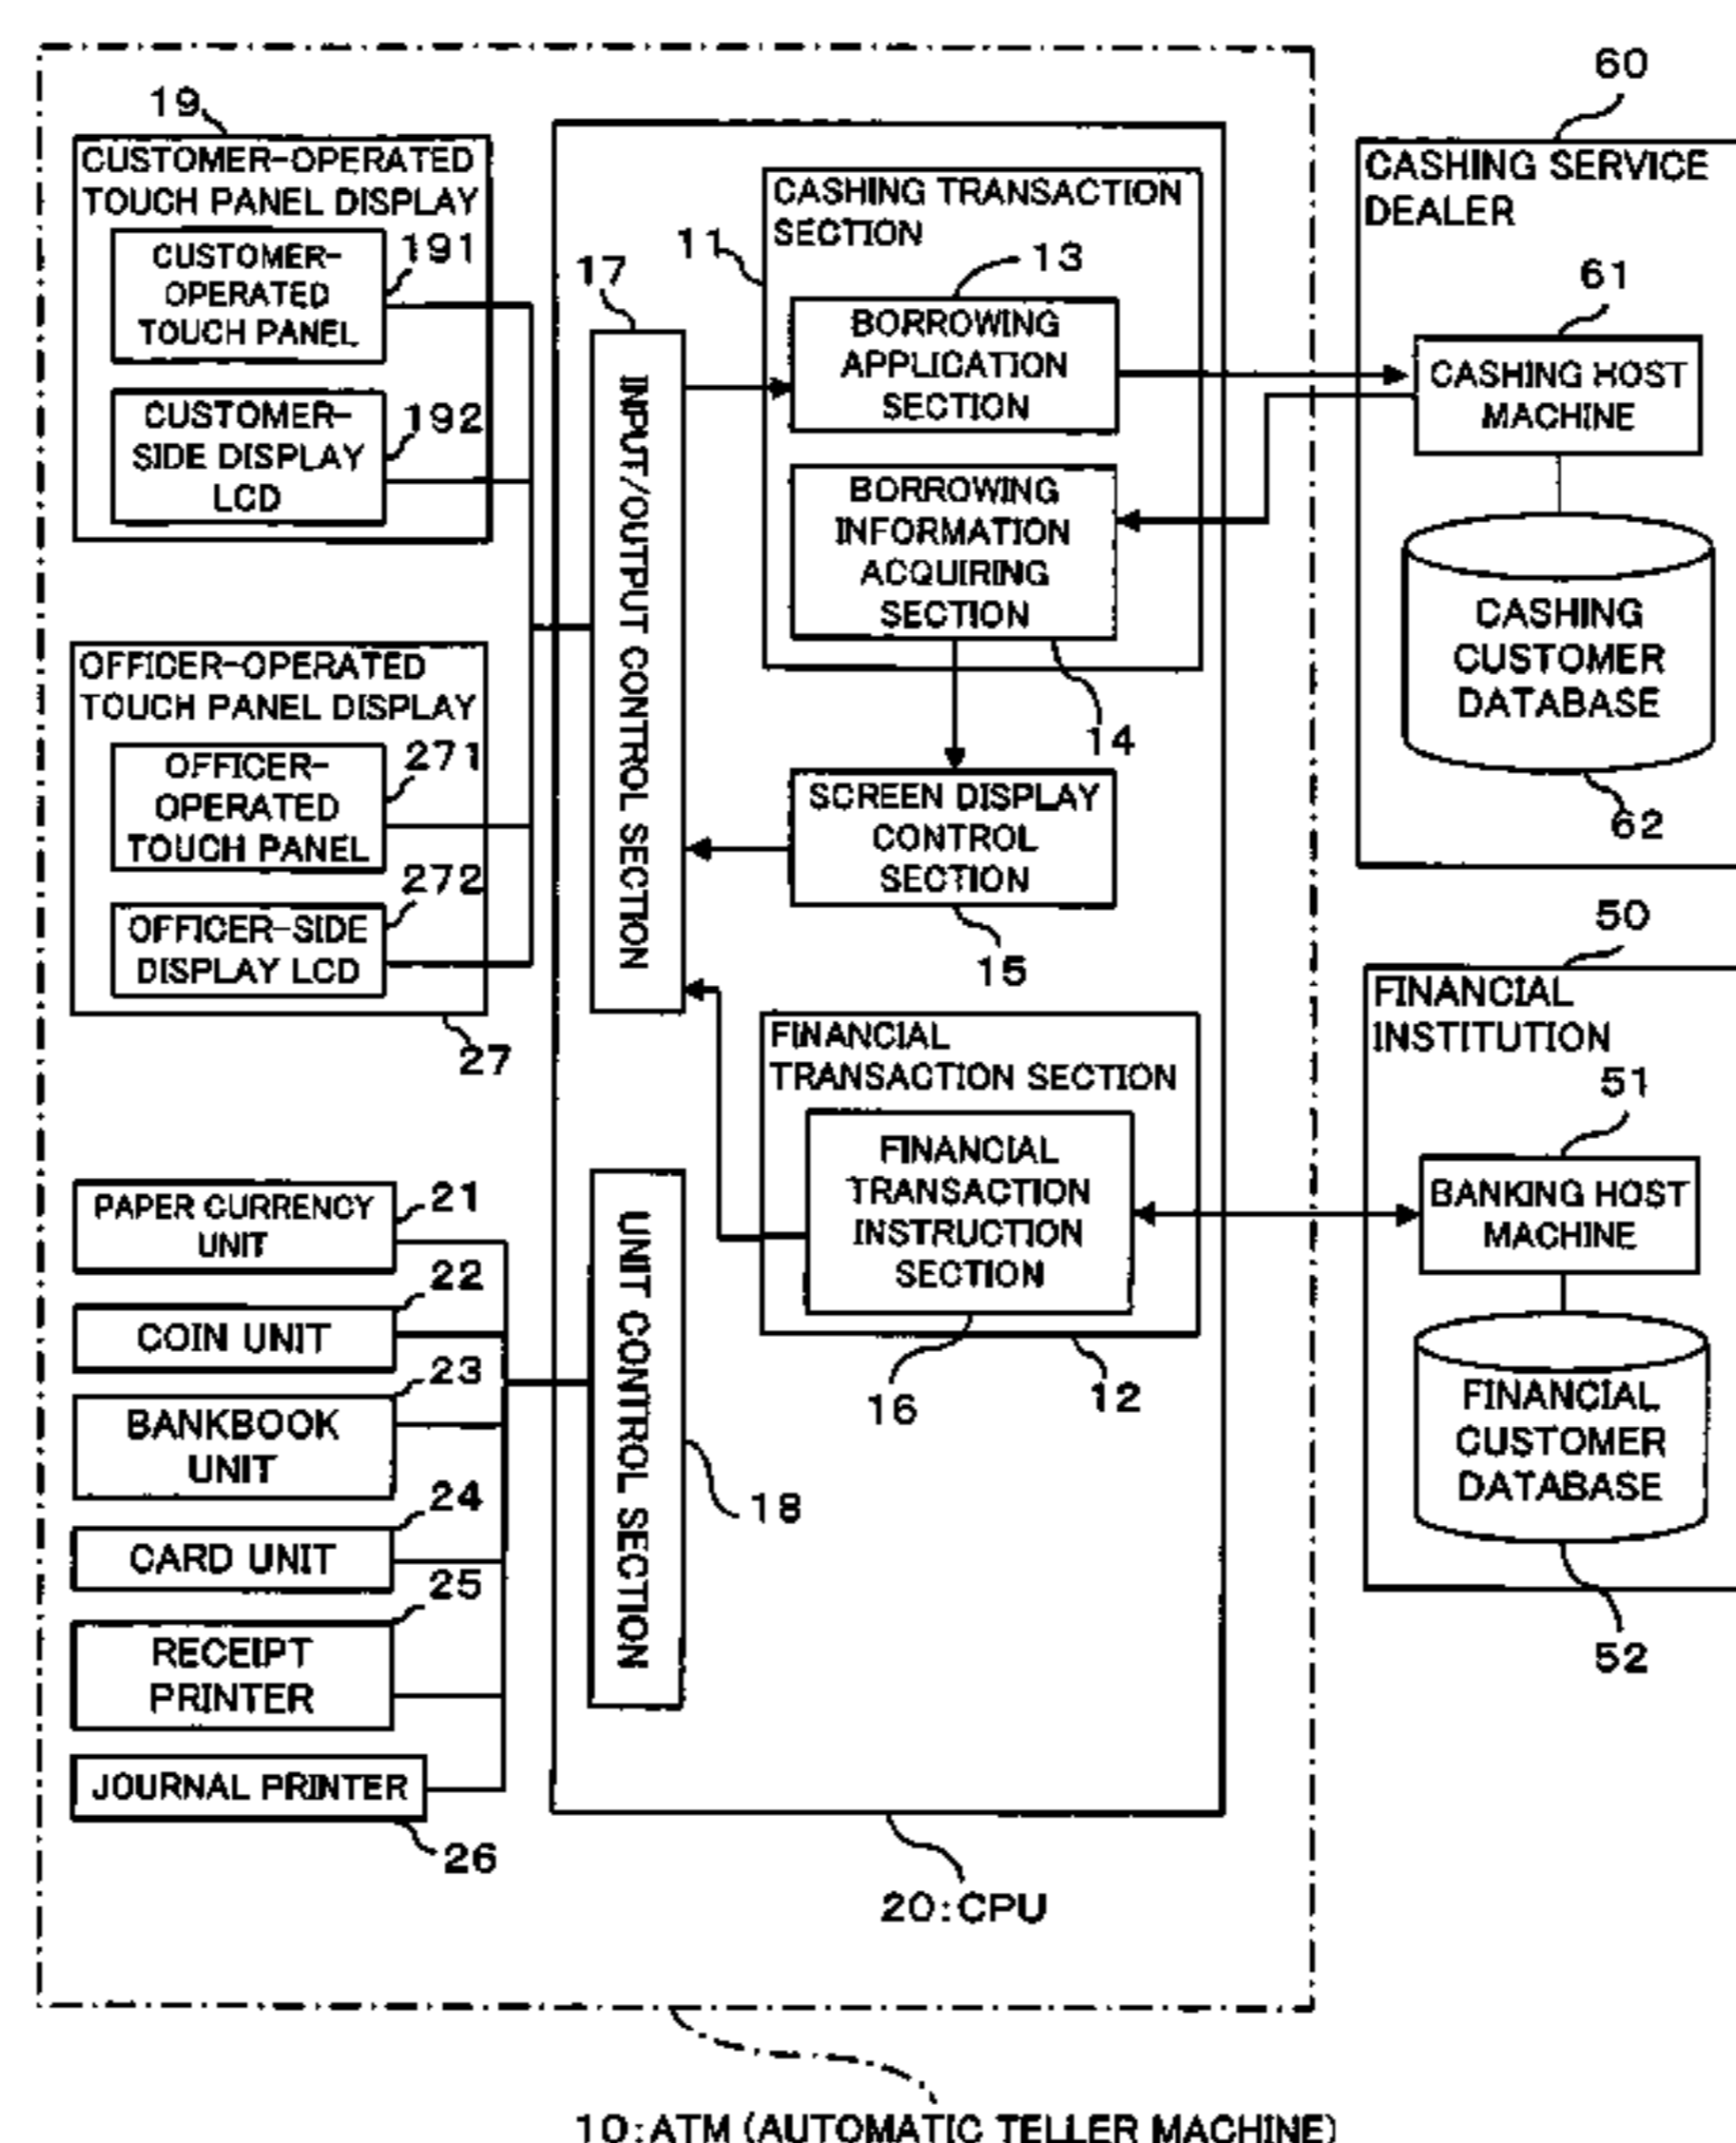 19
CUSTOMER-OPERATED
TOUCH PANEL DISPLAY
CUSTOMER-
OPERATED
TOUCH PANEL
191
CUSTOMER-
SIDE DISPLAY
LCD
192
OFFICER-OPERATED
TOUCH PANEL DISPLAY
OFFICER-
OPERATED
TOUCH PANEL
271
272
OFFICER-SIDE
DISPLAY LCD
27
PAPER CURRENCY
UNIT
21
22
COIN UNIT
23
BANKBOOK
UNIT
24
CARD UNIT
25
RECEIPT
PRINTER
JOURNAL PRINTER
26
17
INPUT/OUTPUT CONTROL SECTION
UNIT CONTROL SECTION
18
11
CASHING TRANSACTION
SECTION
13
BORROWING
APPLICATION
SECTION
BORROWING
INFORMATION
ACQUIRING
SECTION
14
SCREEN DISPLAY
CONTROL
SECTION
15
FINANCIAL
TRANSACTION SECTION
FINANCIAL
TRANSACTION
INSTRUCTION
SECTION
16
12
20:CPU
60
CASHING SERVICE
DEALER
61
CASHING HOST
MACHINE
CASHING
CUSTOMER
DATABASE
62
50
FINANCIAL
INSTITUTION
51
BANKING HOST
MACHINE
FINANCIAL
CUSTOMER
DATABASE
52
10:ATM (AUTOMATIC TELLER MACHINE)